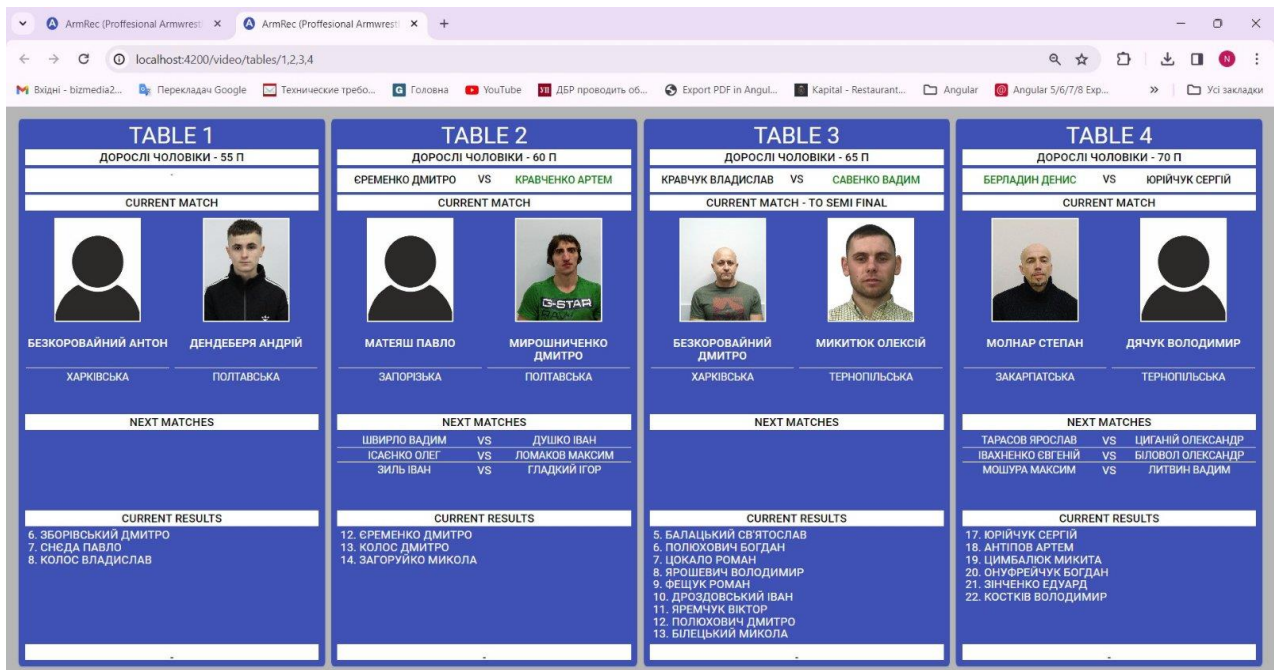 ArmRec (Proffesional Armwrest
ArmRec (Proffesional Armwrest
localhost:4200/video/tables/1,2,3,4
N
Вхідні - bizmedia2...
Перекладач Google
Технические требо...
G Головна
YouTube
УП ДБР проводить об...
Export PDF in Angul...
Kapital - Restaurant...
Angular
Angular 5/6/7/8 Exp...
»
Усі закладки
TABLE 1
ДОРОСЛІ ЧОЛОВІКИ - 55 П
-
CURRENT MATCH
БЕЗКОРОВАЙНИЙ АНТОН
ДЕНДЕБЕРЯ АНДРІЙ
ХАРКІВСЬКА
ПОЛТАВСЬКА
NEXT MATCHES
CURRENT RESULTS
6. ЗБОРІВСЬКИЙ ДМИТРО
7. СНЄДА ПАВЛО
8. КОЛОС ВЛАДИСЛАВ
-
TABLE 2
ДОРОСЛІ ЧОЛОВІКИ - 60 П
ЄРЕМЕНКО ДМИТРО VS КРАВЧЕНКО АРТЕМ
CURRENT MATCH
G-STAR
RAW
МАТЕЯШ ПАВЛО
МИРОШНИЧЕНКО
ДМИТРО
ЗАПОРІЗЬКА
ПОЛТАВСЬКА
NEXT MATCHES
ШВИРЛО ВАДИМ VS ДУШКО ІВАН
ІСАЄНКО ОЛЕГ VS ЛОМАКОВ МАКСИМ
ЗИЛЬ ІВАН VS ГЛАДКИЙ ІГОР
CURRENT RESULTS
12. ЄРЕМЕНКО ДМИТРО
13. КОЛОС ДМИТРО
14. ЗАГОРУЙКО МИКОЛА
-
TABLE 3
ДОРОСЛІ ЧОЛОВІКИ - 65 П
КРАВЧУК ВЛАДИСЛАВ VS САВЕНКО ВАДИМ
CURRENT MATCH - TO SEMI FINAL
БЕЗКОРОВАЙНИЙ
ДМИТРО
МИКИТЮК ОЛЕКСІЙ
ХАРКІВСЬКА
ТЕРНОПІЛЬСЬКА
NEXT MATCHES
CURRENT RESULTS
5. БАЛАЦЬКИЙ СВ'ЯТОСЛАВ
6. ПОЛЮХОВИЧ БОГДАН
7. ЦОКАЛО РОМАН
8. ЯРОШЕВИЧ ВОЛОДИМИР
9. ФЕЩУК РОМАН
10. ДРОЗДОВСЬКИЙ ІВАН
11. ЯРЕМЧУК ВІКТОР
12. ПОЛЮХОВИЧ ДМИТРО
13. БІЛЕЦЬКИЙ МИКОЛА
-
TABLE 4
ДОРОСЛІ ЧОЛОВІКИ - 70 П
БЕРЛАДИН ДЕНИС VS ЮРІЙЧУК СЕРГІЙ
CURRENT MATCH
МОЛНАР СТЕПАН
ДЯЧУК ВОЛОДИМИР
ЗАКАРПАТСЬКА
ТЕРНОПІЛЬСЬКА
NEXT MATCHES
ТАРАСОВ ЯРОСЛАВ VS ЦИГАНІЙ ОЛЕКСАНДР
ІВАХНЕНКО ЄВГЕНІЙ VS БІЛОВОЛ ОЛЕКСАНДР
МОШУРА МАКСИМ VS ЛИТВИН ВАДИМ
CURRENT RESULTS
17. ЮРІЙЧУК СЕРГІЙ
18. АНТІПОВ АРТЕМ
19. ЦИМБАЛЮК МИКИТА
20. ОНУФРЕЙЧУК БОГДАН
21. ЗІНЧЕНКО ЕДУАРД
22. КОСТКІВ ВОЛОДИМИР
-